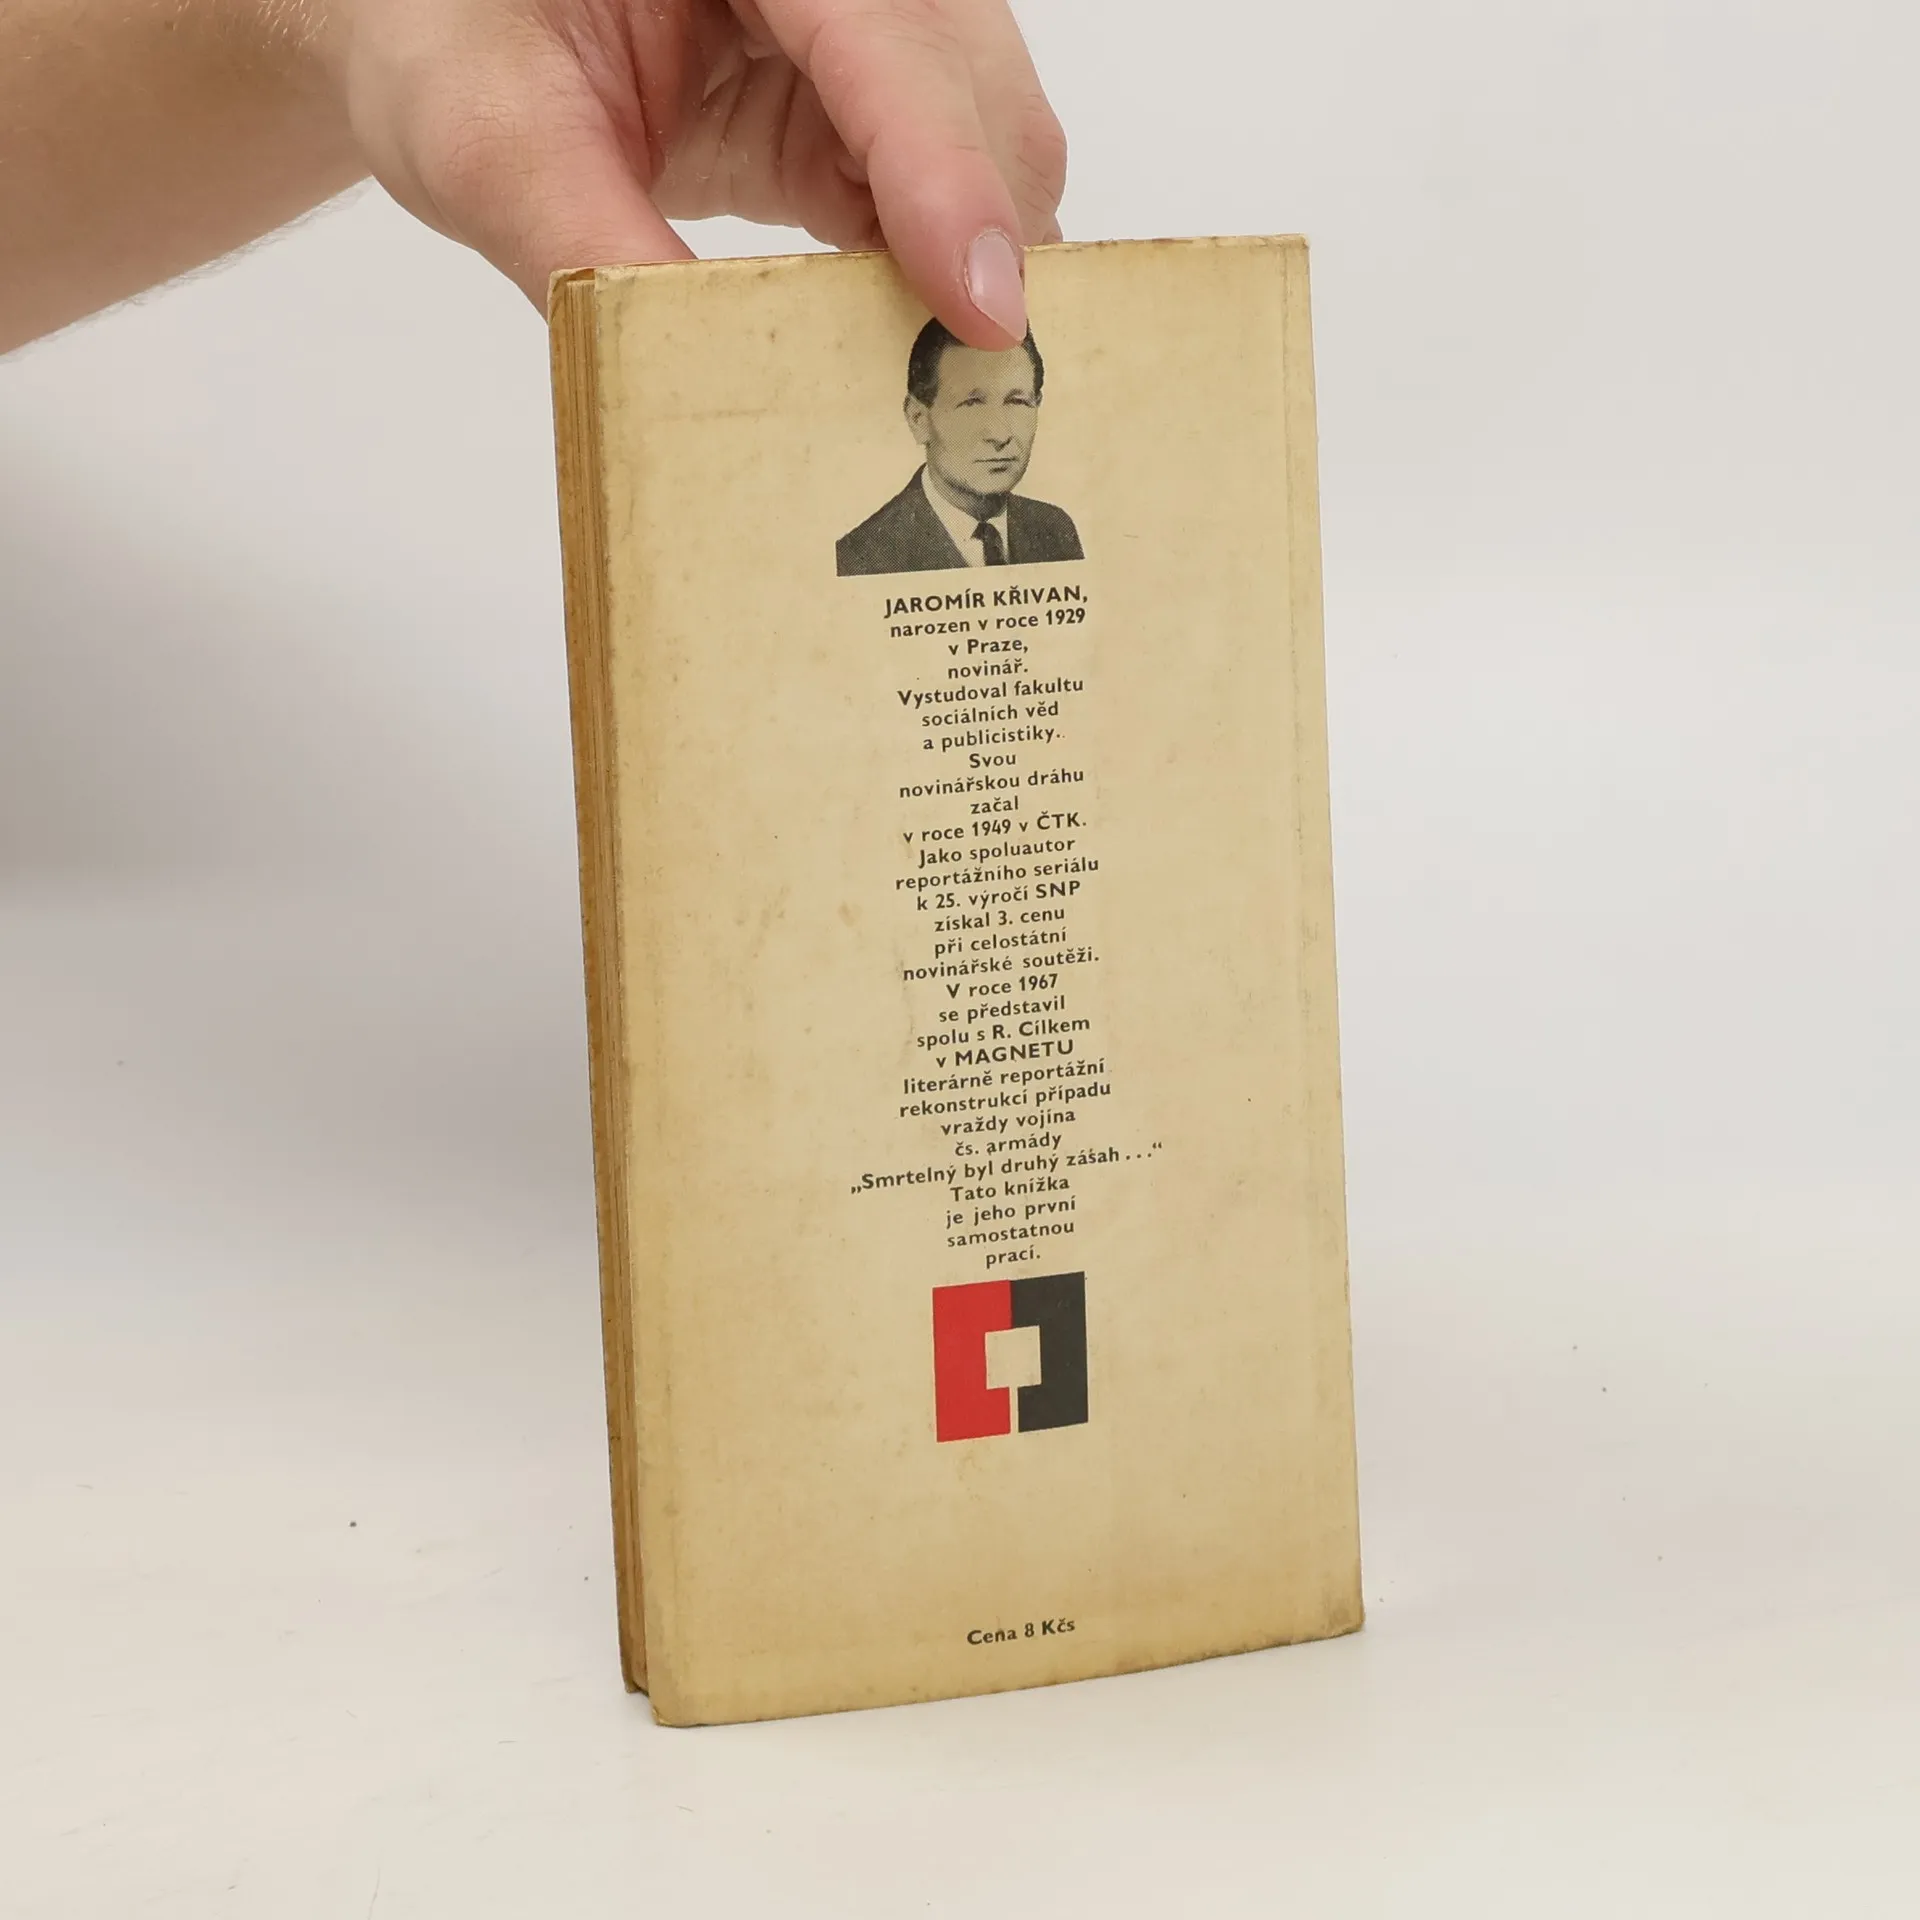 JAROMÍR KŘIVAN,
narozen v roce 1929
v Praze,
novinář.
Vystudoval fakultu
sociálních věd
a publicistiky.
Svou
novinářskou dráhu
začal
v roce 1949 v ČTK.
Jako spoluautor
reportážního seriálu
k 25. výročí SNP
získal 3. cenu
při celostátní
novinářské soutěži.
V roce 1967
se představil
spolu s R. Cílkem
v MAGNETU
literárně reportážní
rekonstrukcí případu
vraždy vojína
čs. armády
„Smrtelný byl druhý zásah . . .“
Tato knížka
je jeho první
samostatnou
prací.
Cena 8 Kčs